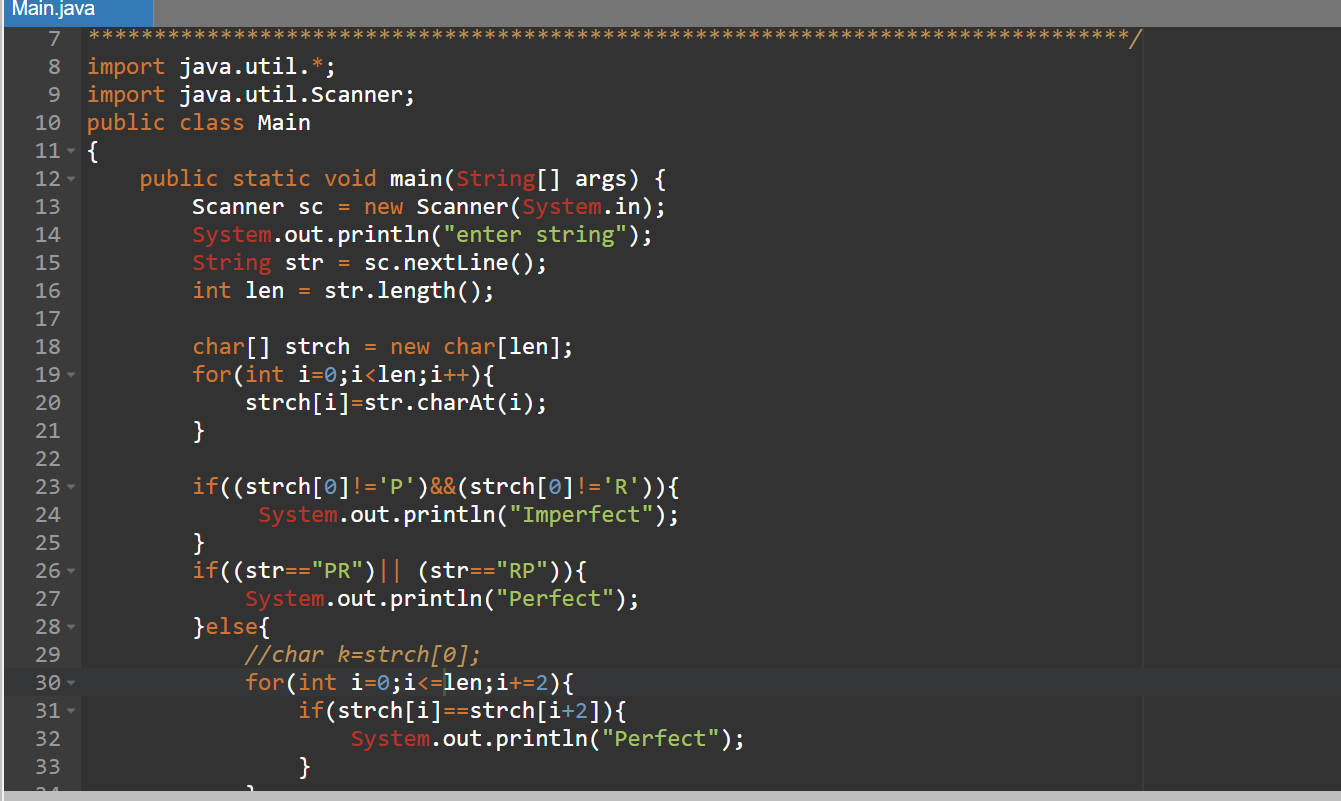 Main.java
7 *******************************************************************************/
8 import java.util.*;
9 import java.util.Scanner;
10 public class Main
11 {
12     public static void main(String[] args) {
13         Scanner sc = new Scanner(System.in);
14         System.out.println("enter string");
15         String str = sc.nextLine();
16         int len = str.length();
17
18         char[] strch = new char[len];
19         for(int i=0;i<len;i++){
20             strch[i]=str.charAt(i);
21         }
22
23         if((strch[0]!='P')&&(strch[0]!='R')){
24              System.out.println("Imperfect");
25         }
26         if((str=="PR")|| (str=="RP")){
27             System.out.println("Perfect");
28         }else{
29             //char k=strch[0];
30             for(int i=0;i<=len;i+=2){
31                 if(strch[i]==strch[i+2]){
32                     System.out.println("Perfect");
33                 }